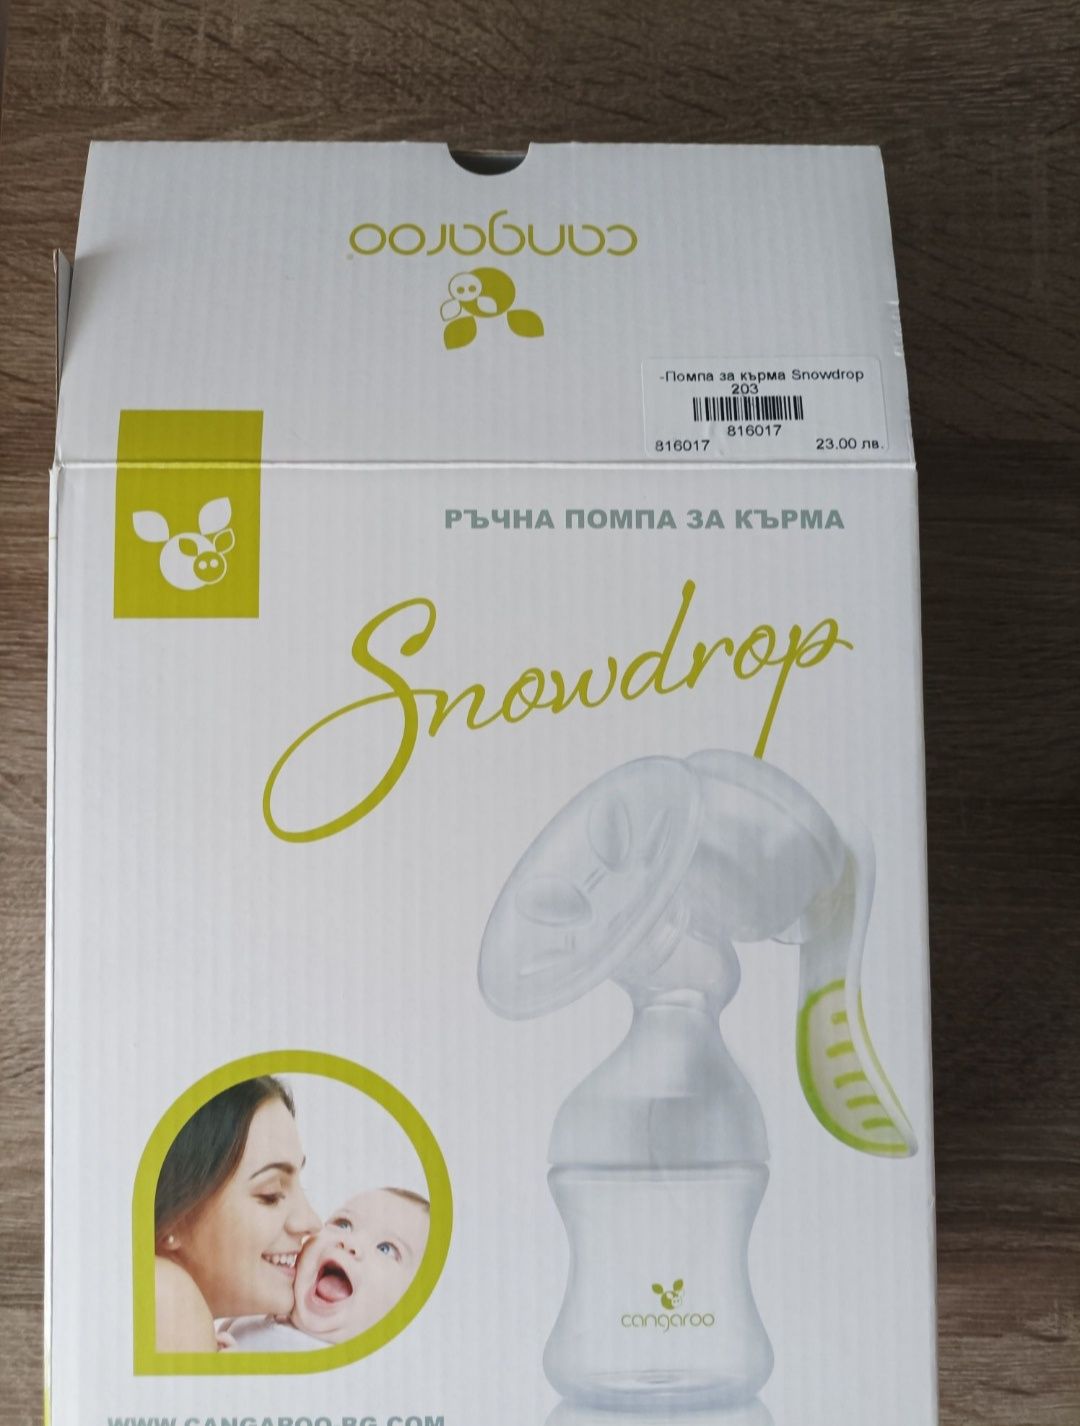 cangaroo®
-Помпа за кърма Snowdrop
203
816017
816017 23.00 лв.
РЪЧНА ПОМПА ЗА КЪРМА
Snowdrop
cangaroo
WWW.CANGAROO-BG.COM